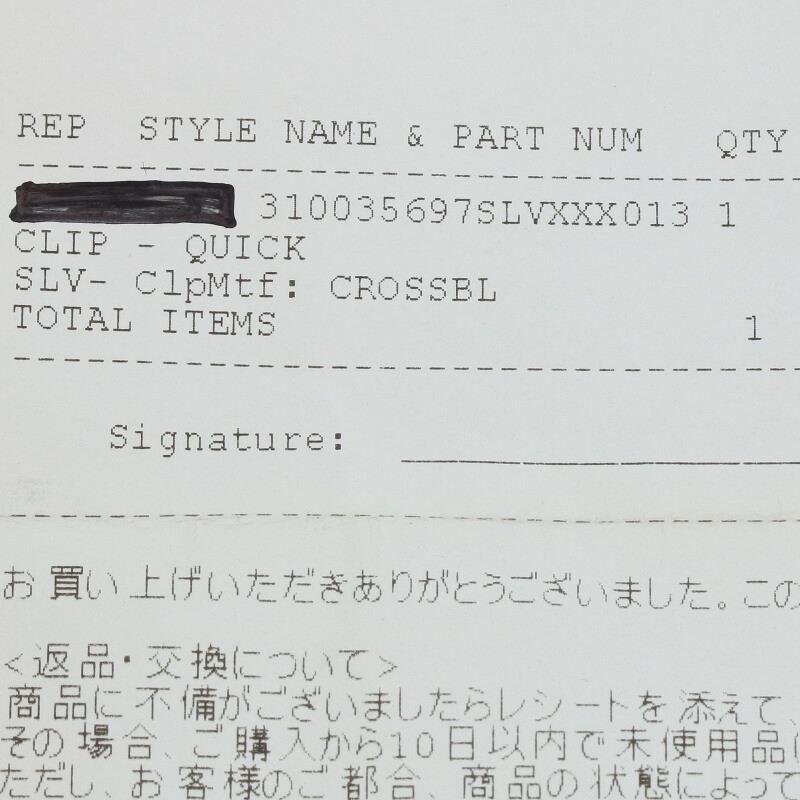 REP STYLE NAME & PART NUM QTY
310035697SLVXXX013 1
CLIP - QUICK
SLV- ClpMtf: CROSSBL
TOTAL ITEMS 1
Signature:
お買い上げいただきありがとうございました。この
<返品・交換について>
商品に不備がございましたらレシートを添えて、
その場合、ご購入から10日以内で未使用品に
ただし、お客様のご都合、商品の状態によって